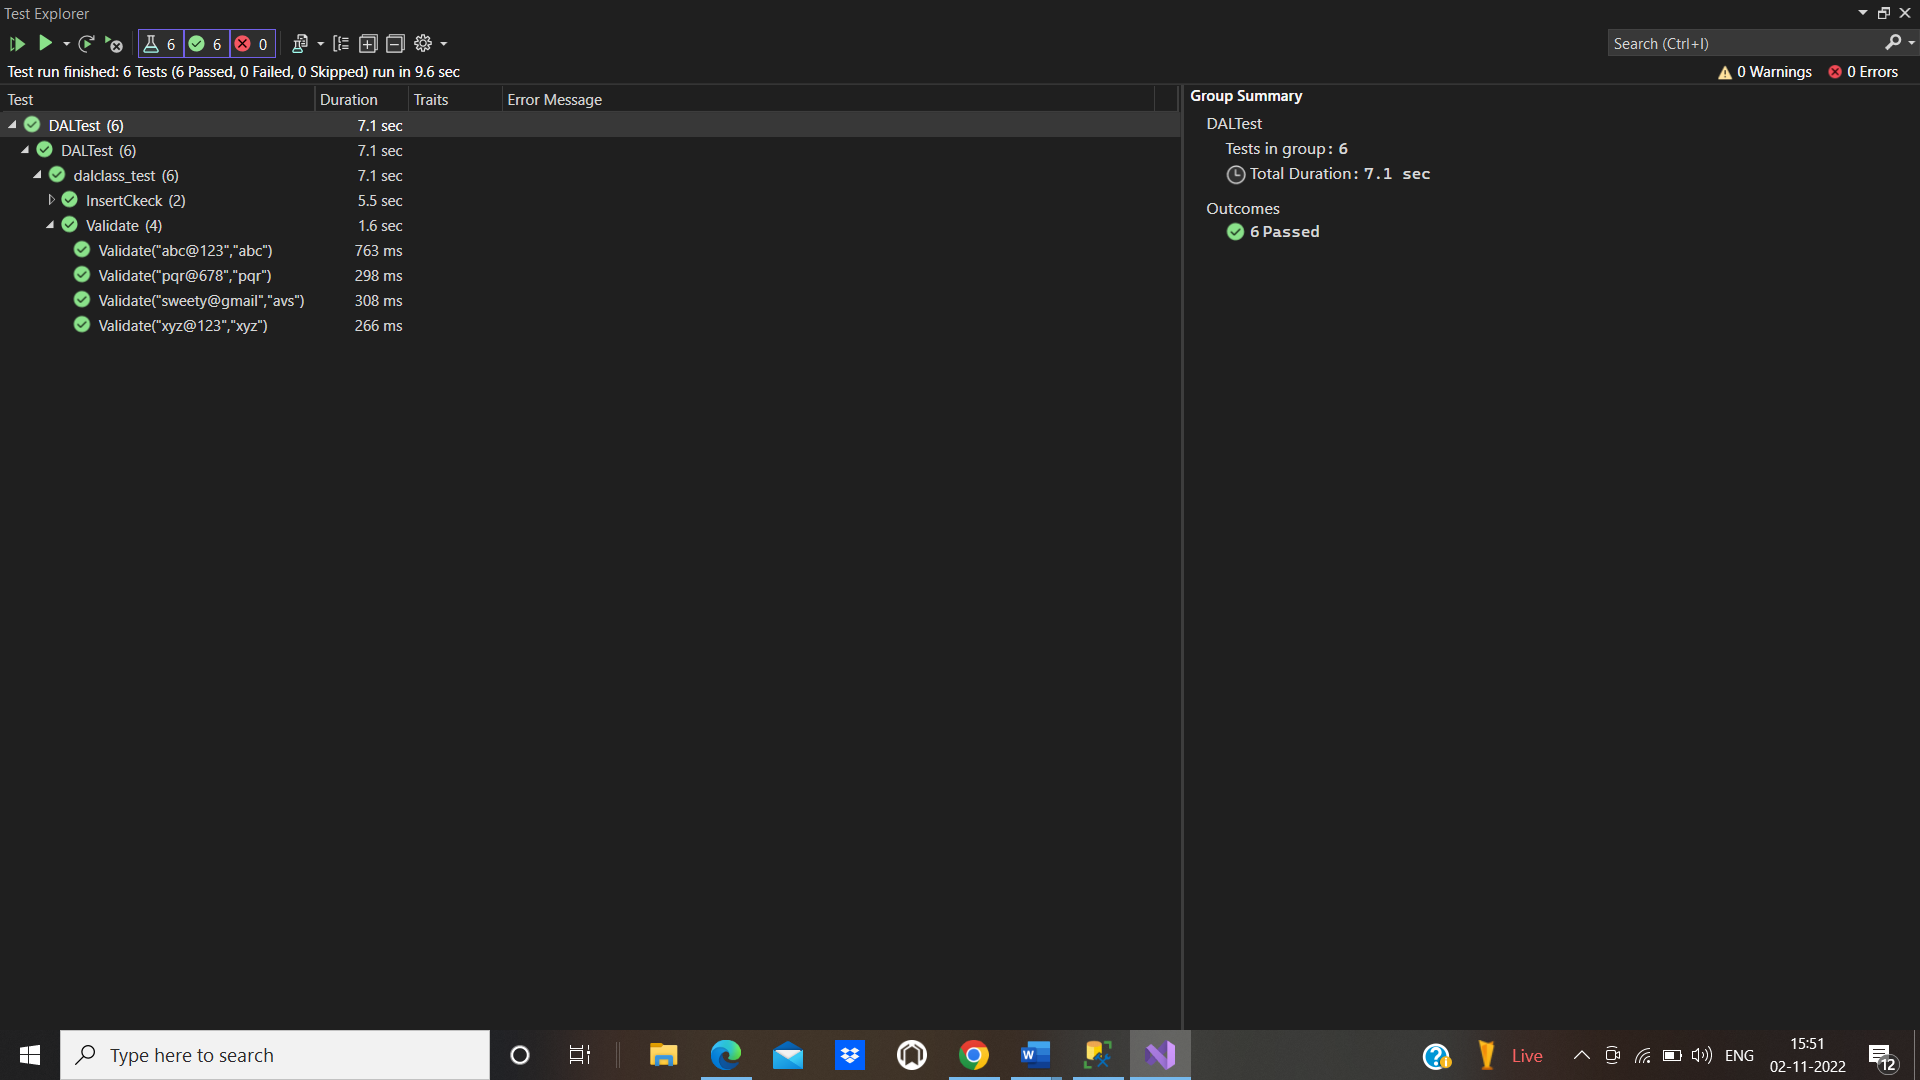 Test Explorer
6 6 0
Search (Ctrl+I)
Test run finished: 6 Tests (6 Passed, 0 Failed, 0 Skipped) run in 9.6 sec
0 Warnings 0 Errors
Test Duration Traits Error Message
DALTest (6) 7.1 sec
DALTest (6) 7.1 sec
dalclass_test (6) 7.1 sec
InsertCkeck (2) 5.5 sec
Validate (4) 1.6 sec
Validate("abc@123","abc") 763 ms
Validate("pqr@678","pqr") 298 ms
Validate("sweety@gmail","avs") 308 ms
Validate("xyz@123","xyz") 266 ms
Group Summary
DALTest
Tests in group: 6
Total Duration: 7.1 sec
Outcomes
6 Passed
Type here to search
W
Live
ENG
15:51
02-11-2022
12